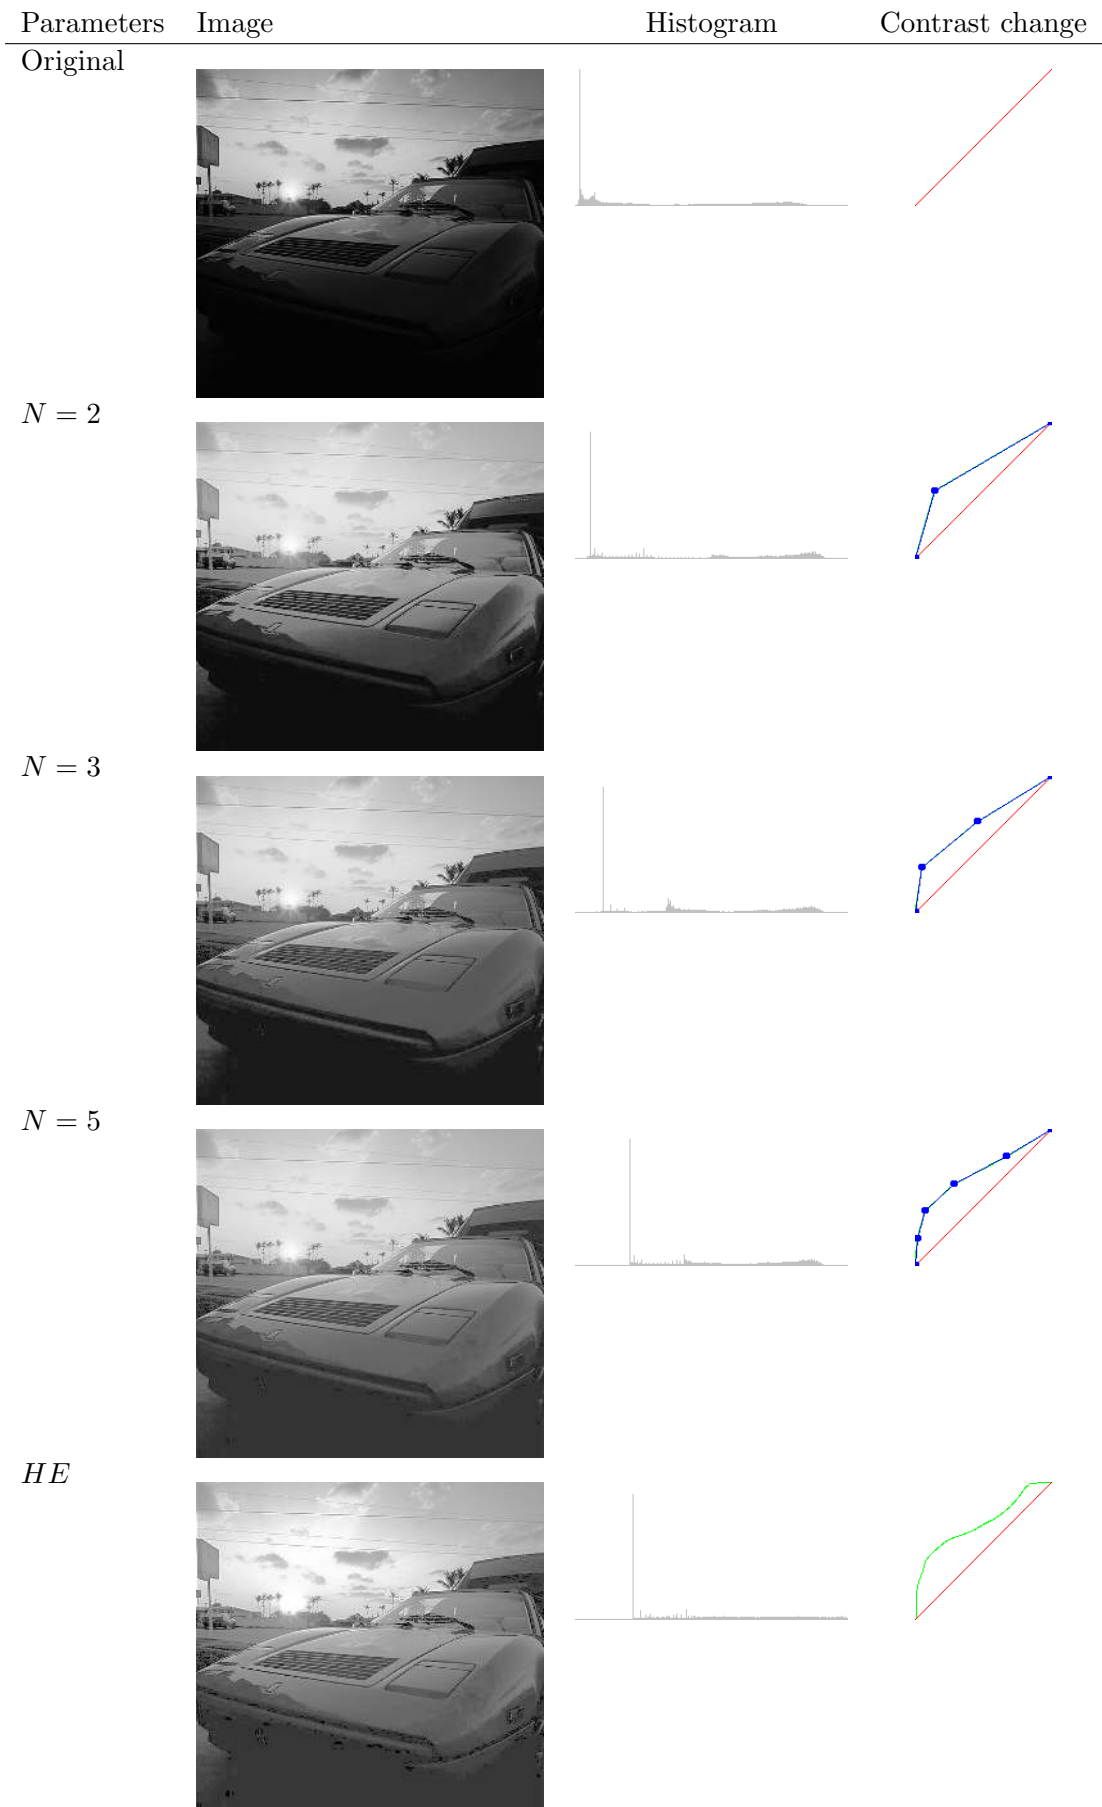 Parameters Image Histogram Contrast change
Original
N = 2
N = 3
N = 5
HE